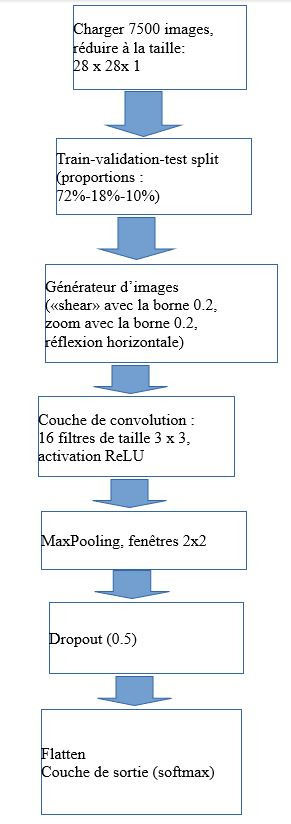 Charger 7500 images,
réduire à la taille:
28 x 28x 1
Train-validation-test split
(proportions :
72%-18%-10%)
Générateur d'images
(«shear» avec la borne 0.2,
zoom avec la borne 0.2,
réflexion horizontale)
Couche de convolution :
16 filtres de taille 3 x 3,
activation ReLU
MaxPooling, fenêtres 2x2
Dropout (0.5)
Flatten
Couche de sortie (softmax)